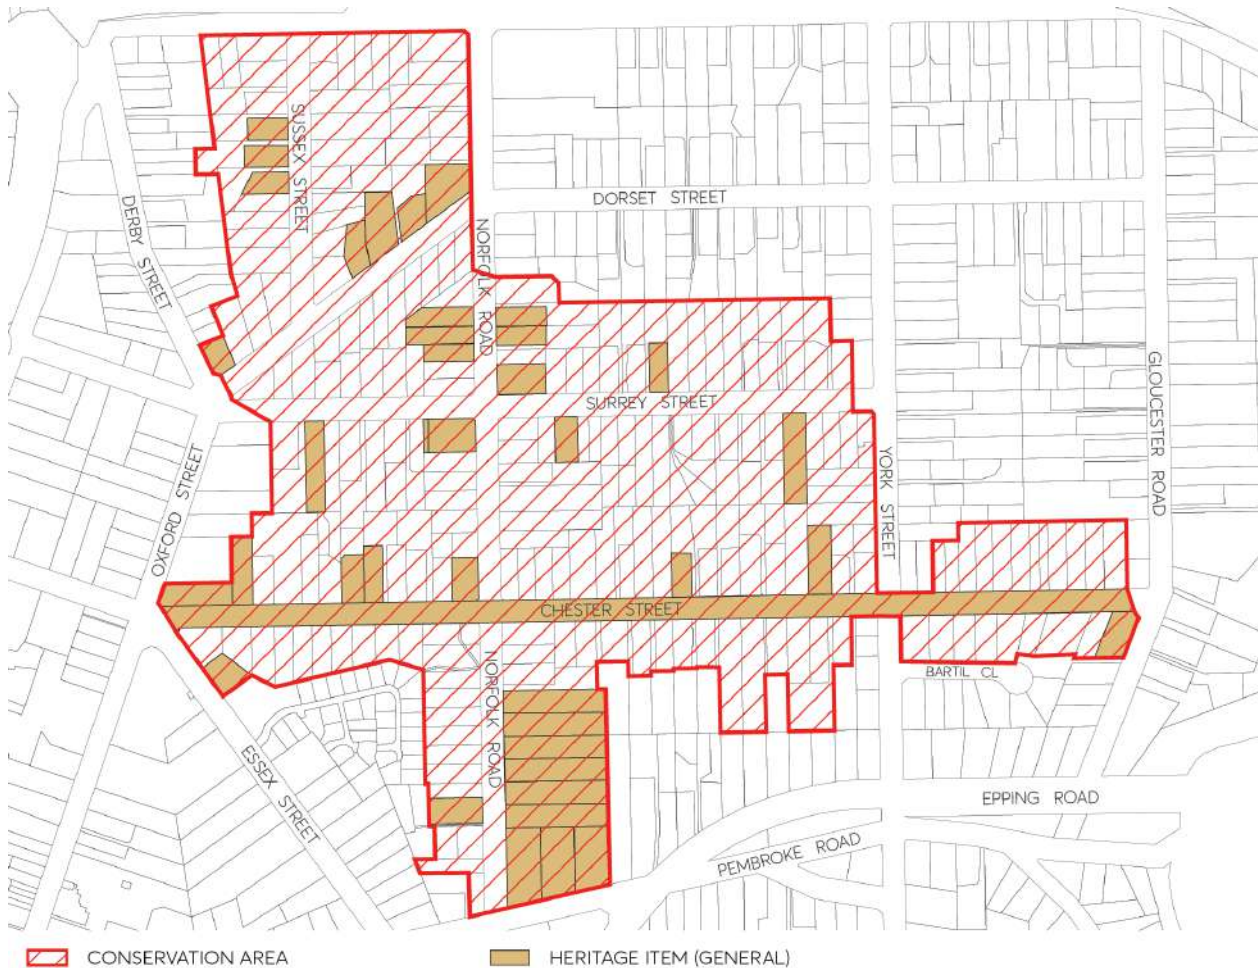 SUSSEX STREET
DORSET STREET
DERBY STREET
NORFOLK ROAD
SURREY STREET
GLOUCESTER ROAD
OXFORD STREET
YORK STREET
CHESTER STREET
NORFOLK ROAD
BARTIL CL
ESSEX STREET
EPPING ROAD
PEMBROKE ROAD
CONSERVATION AREA
HERITAGE ITEM (GENERAL)